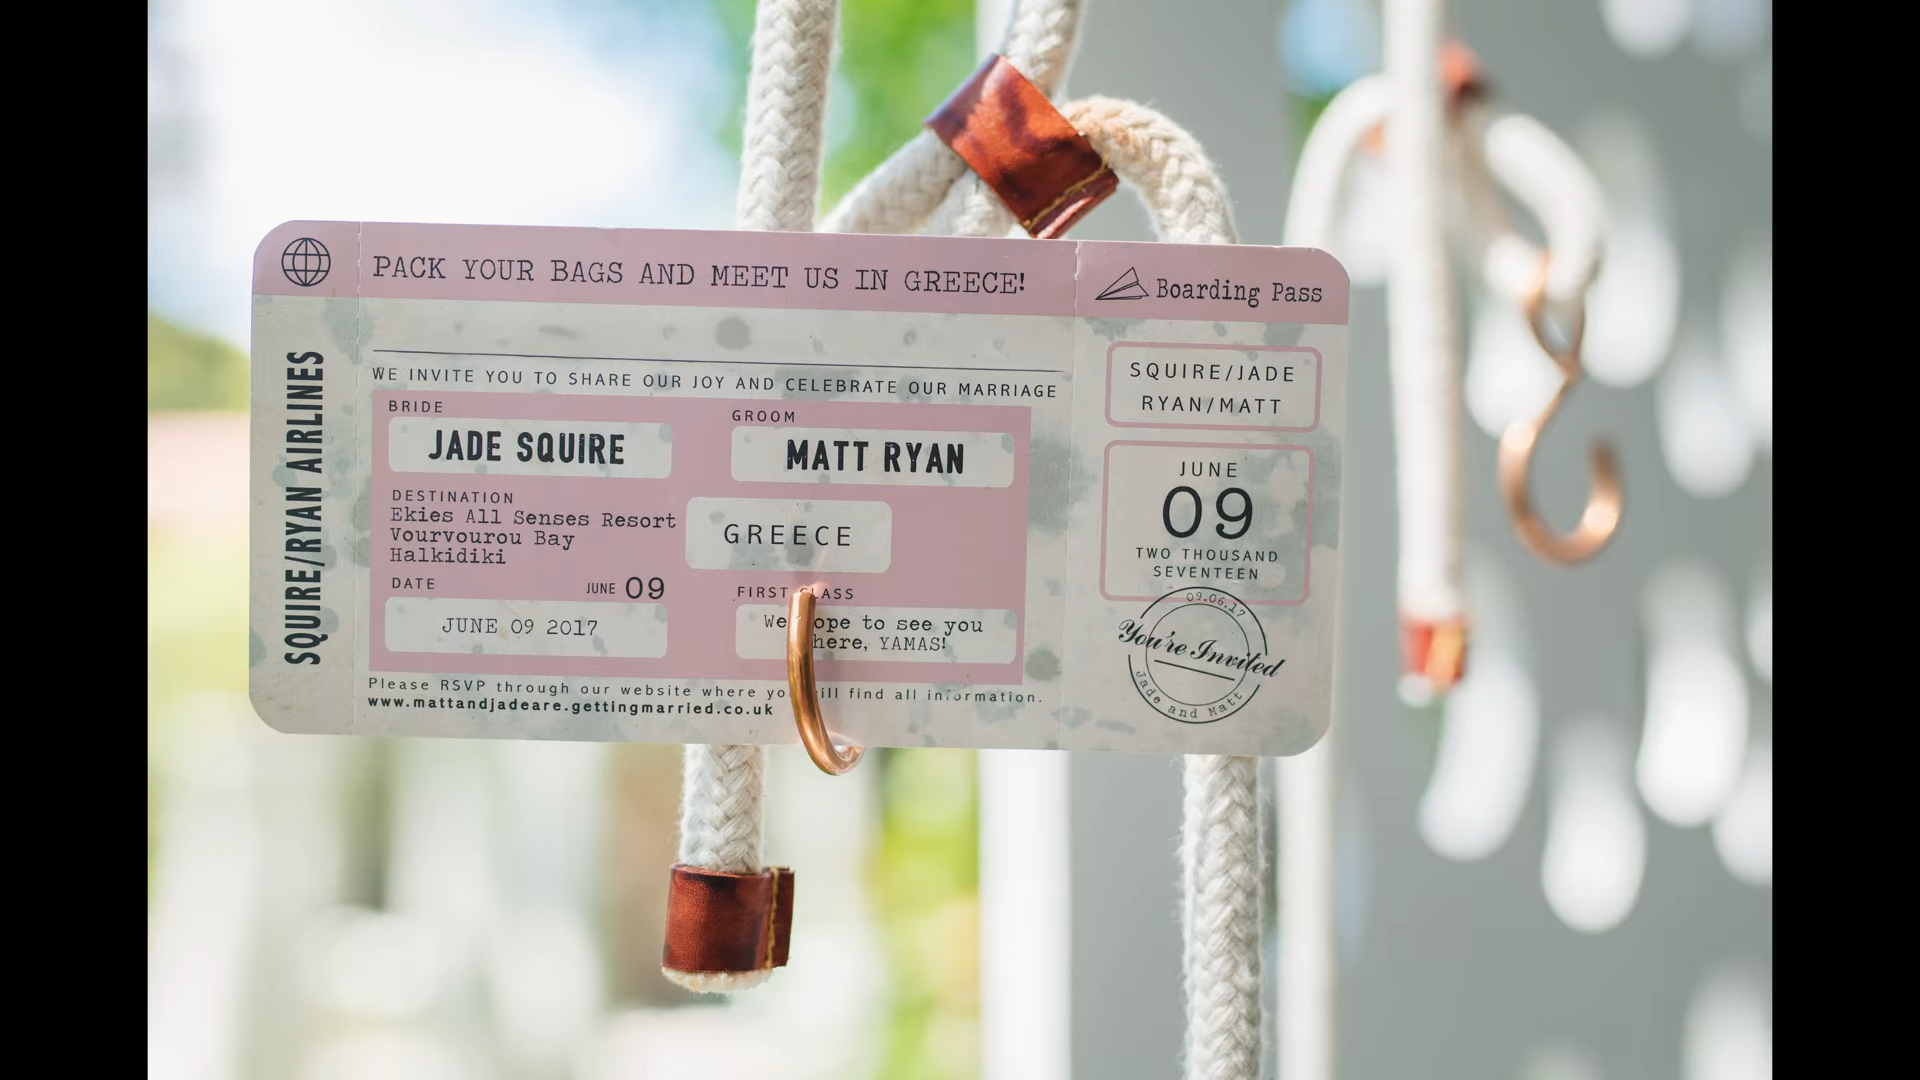 PACK YOUR BAGS AND MEET US IN GREECE!
Boarding Pass
SQUIRE/RYAN AIRLINES
WE INVITE YOU TO SHARE OUR JOY AND CELEBRATE OUR MARRIAGE
BRIDE
JADE SQUIRE
GROOM
MATT RYAN
DESTINATION
Ekies All Senses Resort
Vourvourou Bay
Halkidiki
GREECE
DATE
JUNE 09
JUNE 09 2017
FIRST CLASS
to see you
YAMAS!
Please RSVP through our website where find all information.
www.mattandjadeare.gettingmarried.co.uk
SQUIRE/JADE
RYAN/MATT
JUNE
09
TWO THOUSAND
SEVENTEEN
09.06.17
You're Invited
Jade and Matt